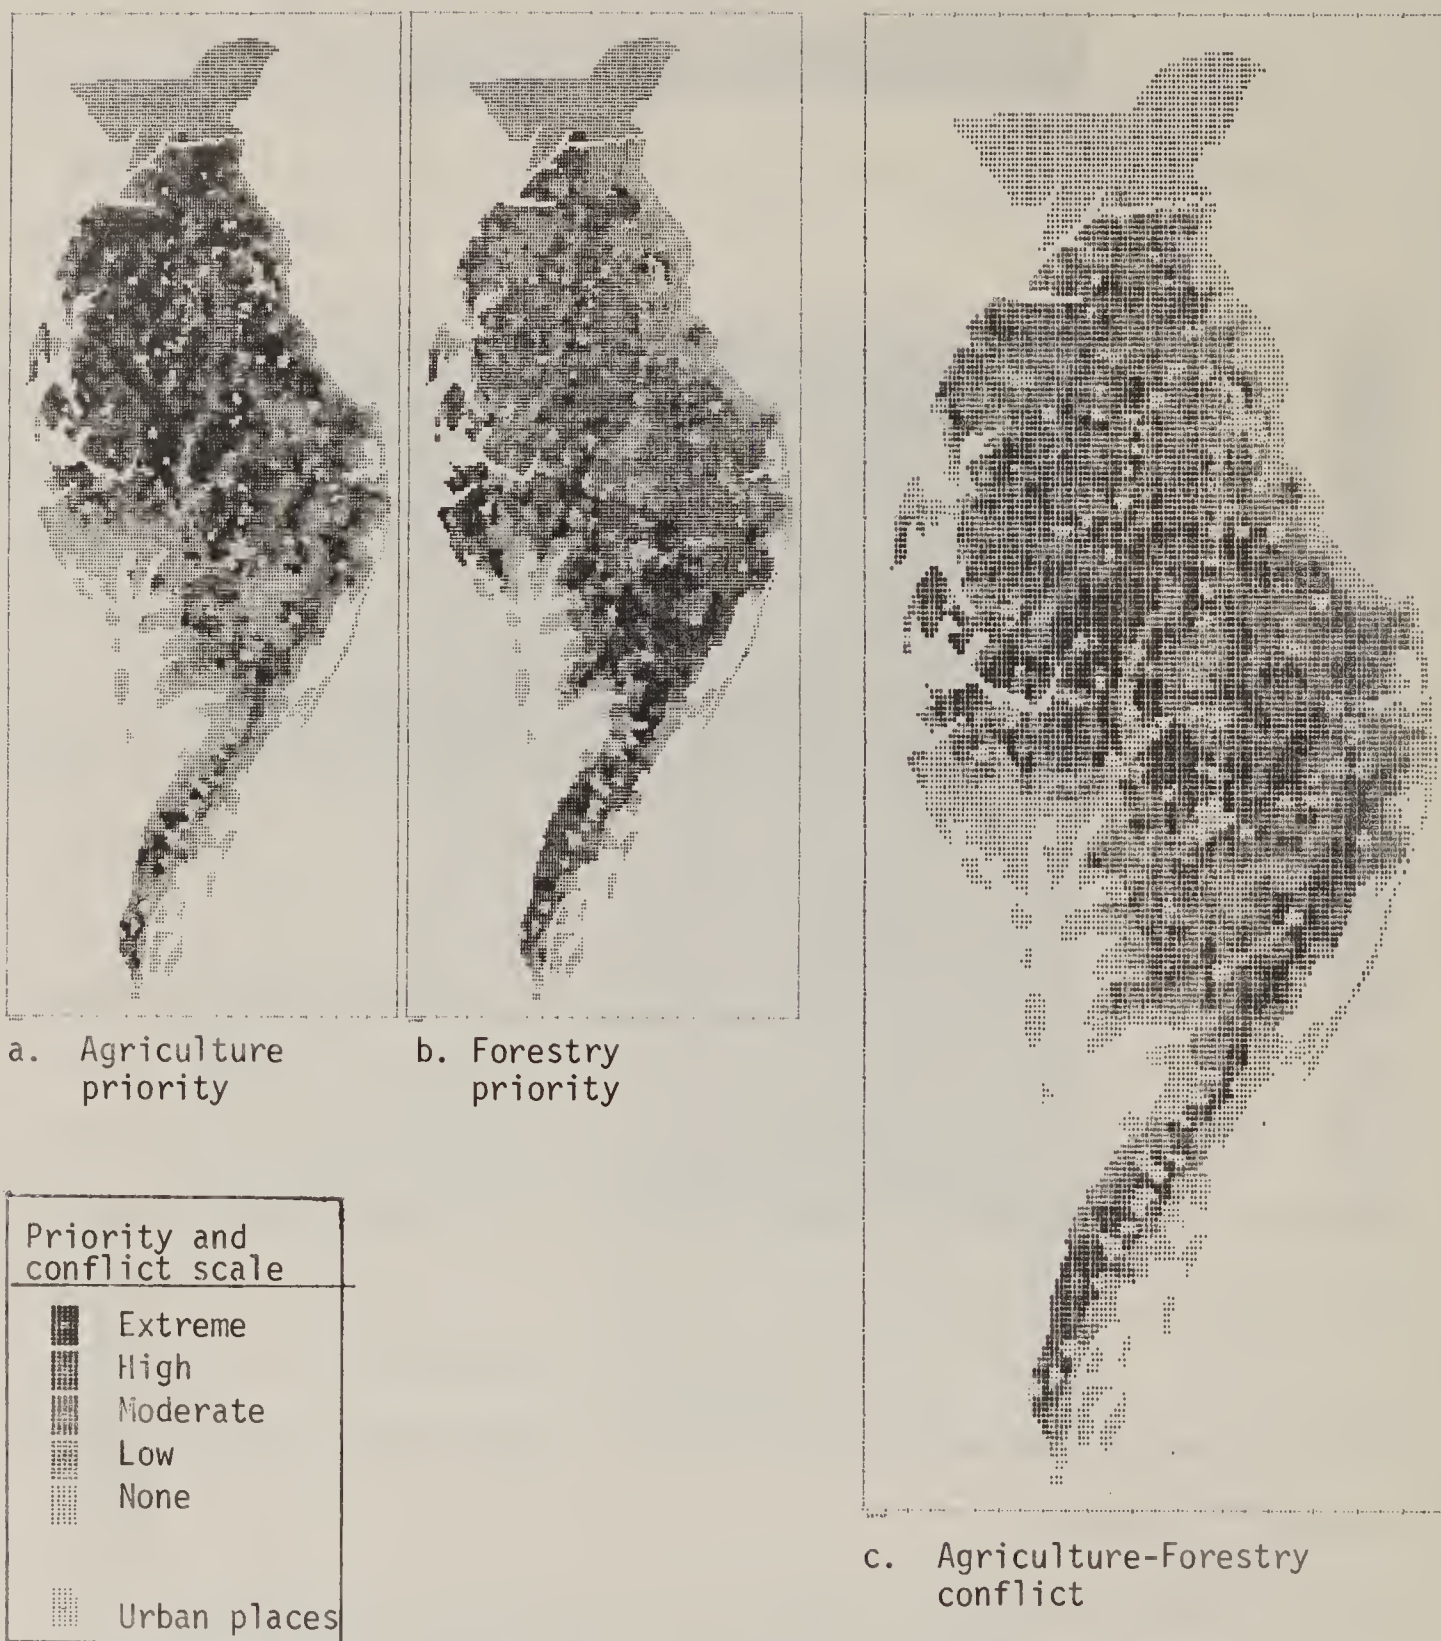 a. Agriculture
priority
b. Forestry
priority
Priority and
conflict scale
Extreme
High
Moderate
Low
None
Urban places
c. Agriculture-Forestry
conflict